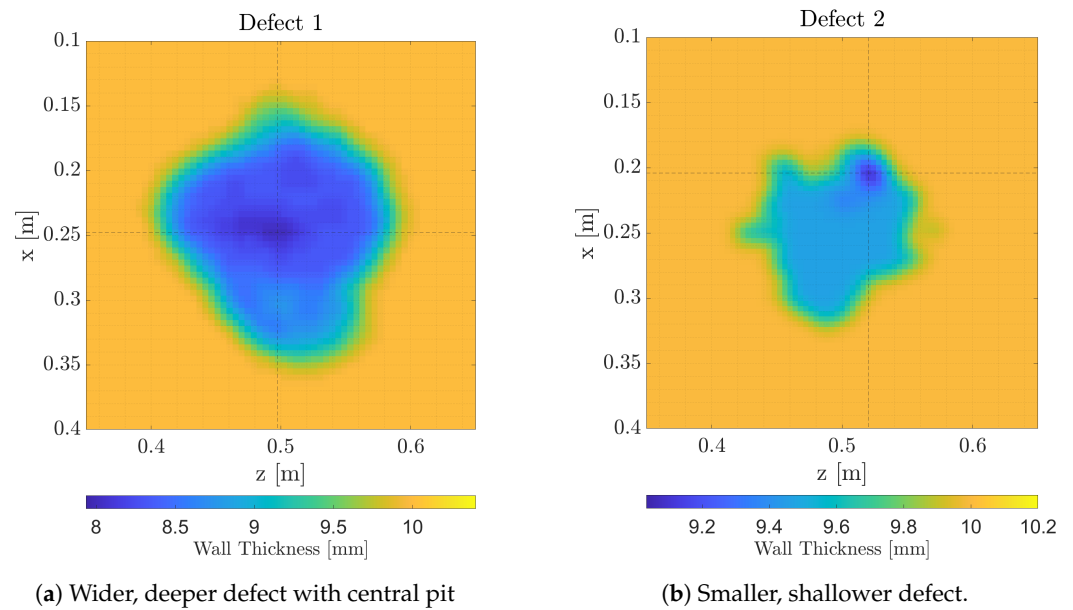 Defect 1
0.1
0.15
0.2
0.25
0.3
0.35
0.4
x [m]
0.4 0.5 0.6
z [m]
8 8.5 9 9.5 10
Wall Thickness [mm]
(a) Wider, deeper defect with central pit
Defect 2
0.1
0.15
0.2
0.25
0.3
0.35
0.4
x [m]
0.4 0.5 0.6
z [m]
9.2 9.4 9.6 9.8 10 10.2
Wall Thickness [mm]
(b) Smaller, shallower defect.